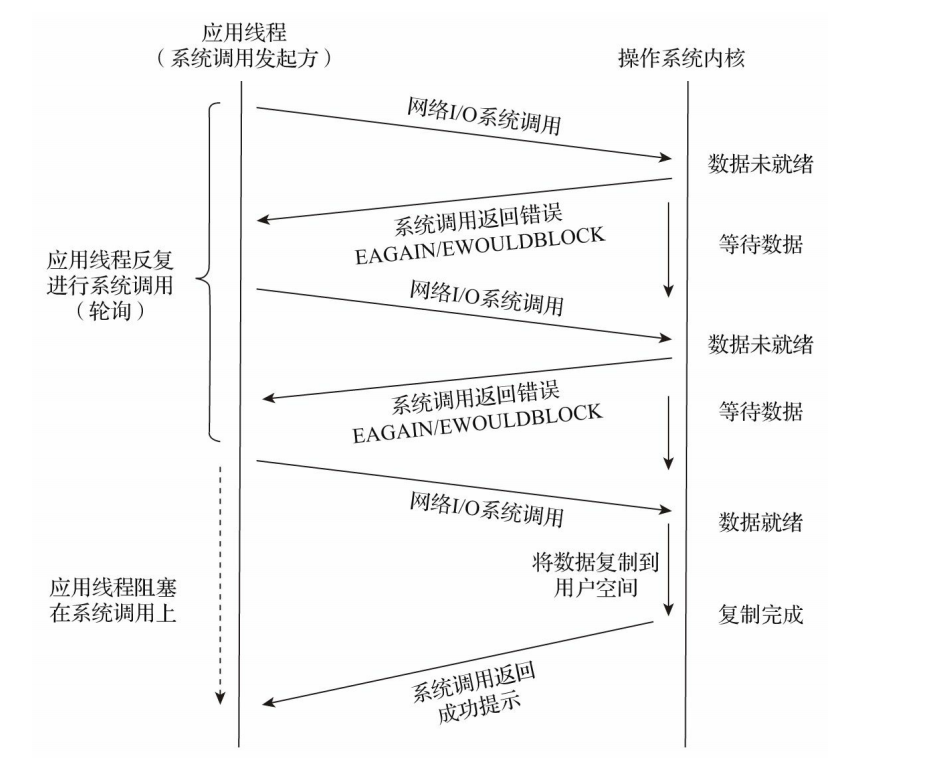 应用线程
（系统调用发起方）
操作系统内核
网络I/O系统调用
数据未就绪
系统调用返回错误
EAGAIN/EWOULDBLOCK
等待数据
应用线程反复
进行系统调用
（轮询）
网络I/O系统调用
数据未就绪
系统调用返回错误
EAGAIN/EWOULDBLOCK
等待数据
网络I/O系统调用
数据就绪
将数据复制到
用户空间
应用线程阻塞
在系统调用上
复制完成
系统调用返回
成功提示